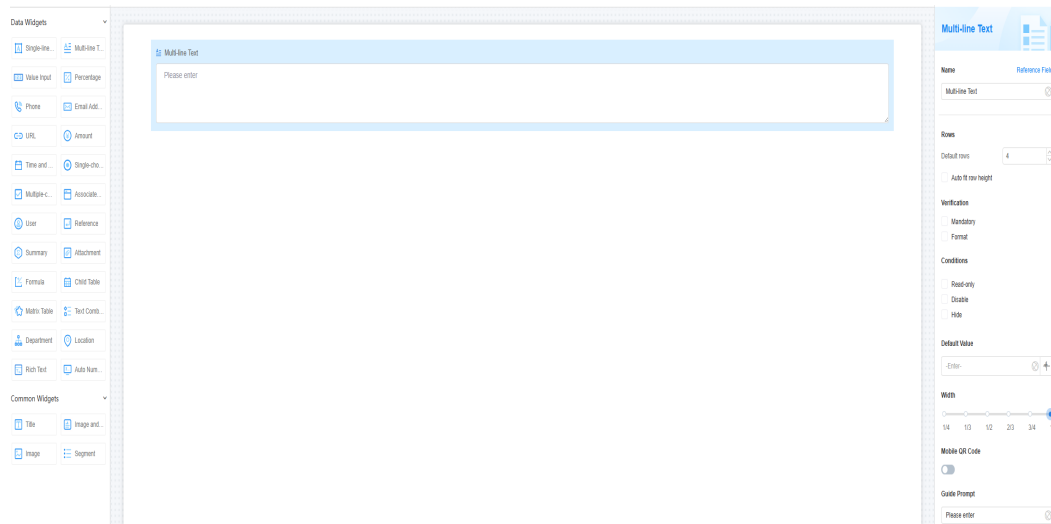 Data Widgets
Single-line...
Multi-line T...
Value Input
Percentage
Phone
Email Add...
URL
Amount
Time and ...
Single-cho...
Multiple-c...
Associate...
User
Reference
Summary
Attachment
Formula
Child Table
Matrix Table
Text Comb...
Department
Location
Rich Text
Auto Num...
Common Widgets
Title
Image and...
Image
Segment
Multi-line Text
Please enter
Multi-line Text
Name
Reference Fiel
Multi-line Text
Rows
Default rows
4
Auto fit row height
Verification
Mandatory
Format
Conditions
Read-only
Disable
Hide
Default Value
-Enter-
Width
1/4 1/3 1/2 2/3 3/4
Mobile QR Code
Guide Prompt
Please enter